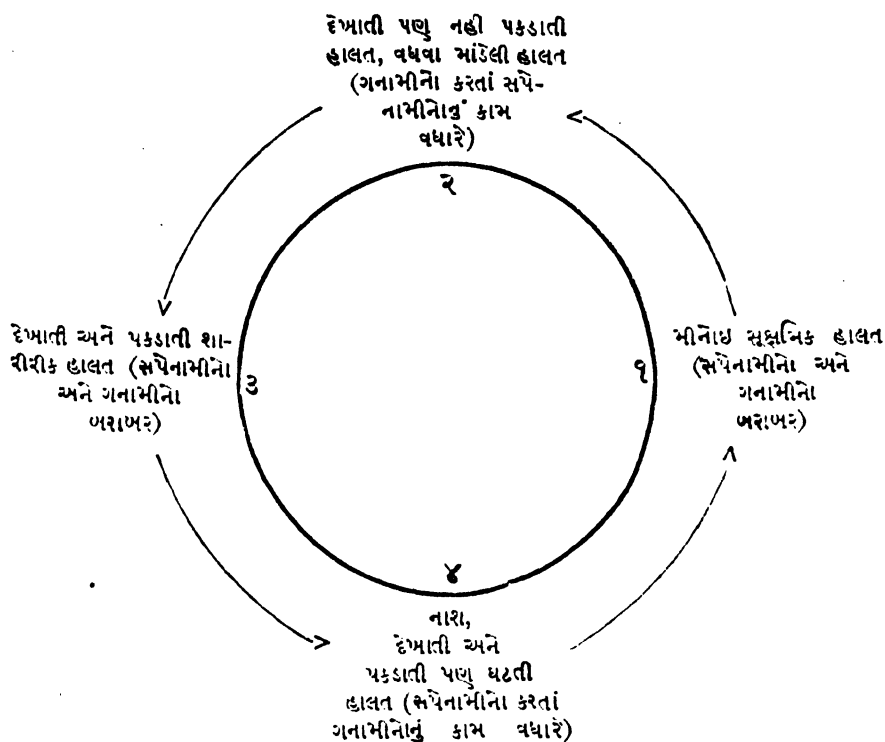 દેખાતી પણ નહી પકડાતી
હાલત, વધવા માંડેલી હાલત
(ગનામીનો કરતાં સપે-
નામીનોનું કામ
વધારે)
૨
દેખાતી અને પકડાતી શા-
રીરીક હાલત (સપેનામીનો
અને ગનામીનો
બરાબર)
૩
૧
મીનોઇ સૂક્ષ્મત્રિક હાલત
(સપેનામીનો અને
ગનામીનો
બરાબર)
૪
નાશ,
દેખાતી અને
પકડાતી પણ ઘટતી
હાલત (સપેનામીનો કરતાં
ગનામીનોનું કામ વધારે)